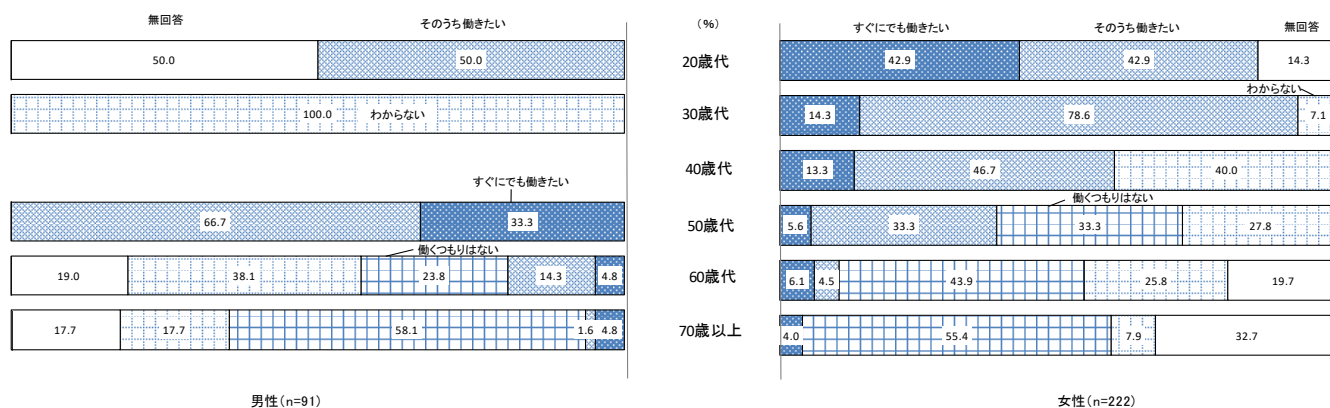 無回答 そのうち働きたい (%) すぐにでも働きたい そのうち働きたい 無回答
50.0 50.0 20歳代 42.9 42.9 14.3
わからない
100.0 わからない 30歳代 14.3 78.6 7.1
40歳代 13.3 46.7 40.0
すぐにでも働きたい 働くつもりはない
66.7 33.3 50歳代 5.6 33.3 33.3 27.8
働くつもりはない
19.0 38.1 23.8 14.3 4.8 60歳代 6.1 4.5 43.9 25.8 19.7
17.7 17.7 58.1 1.6 4.8 70歳以上 4.0 55.4 7.9 32.7
男性(n=91) 女性(n=222)